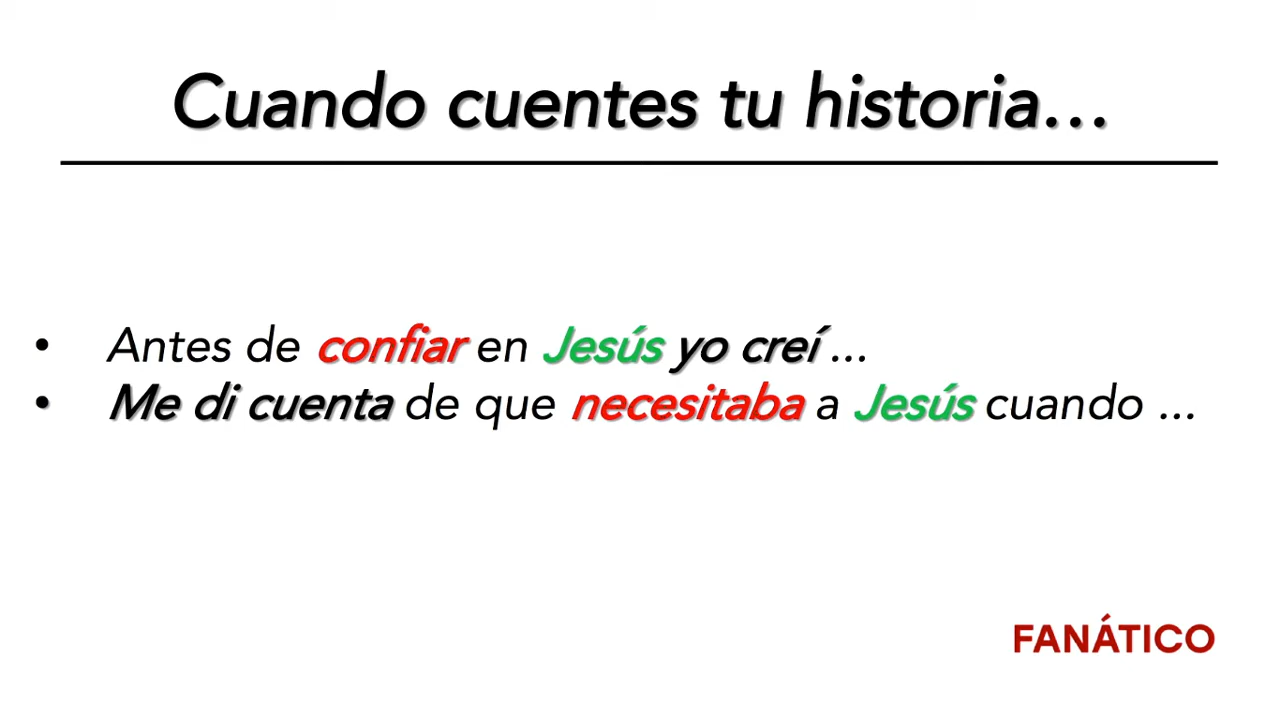 Cuando cuentes tu historia...
• Antes de confiar en Jesús yo creí ...
• Me di cuenta de que necesitaba a Jesús cuando ...
FANÁTICO